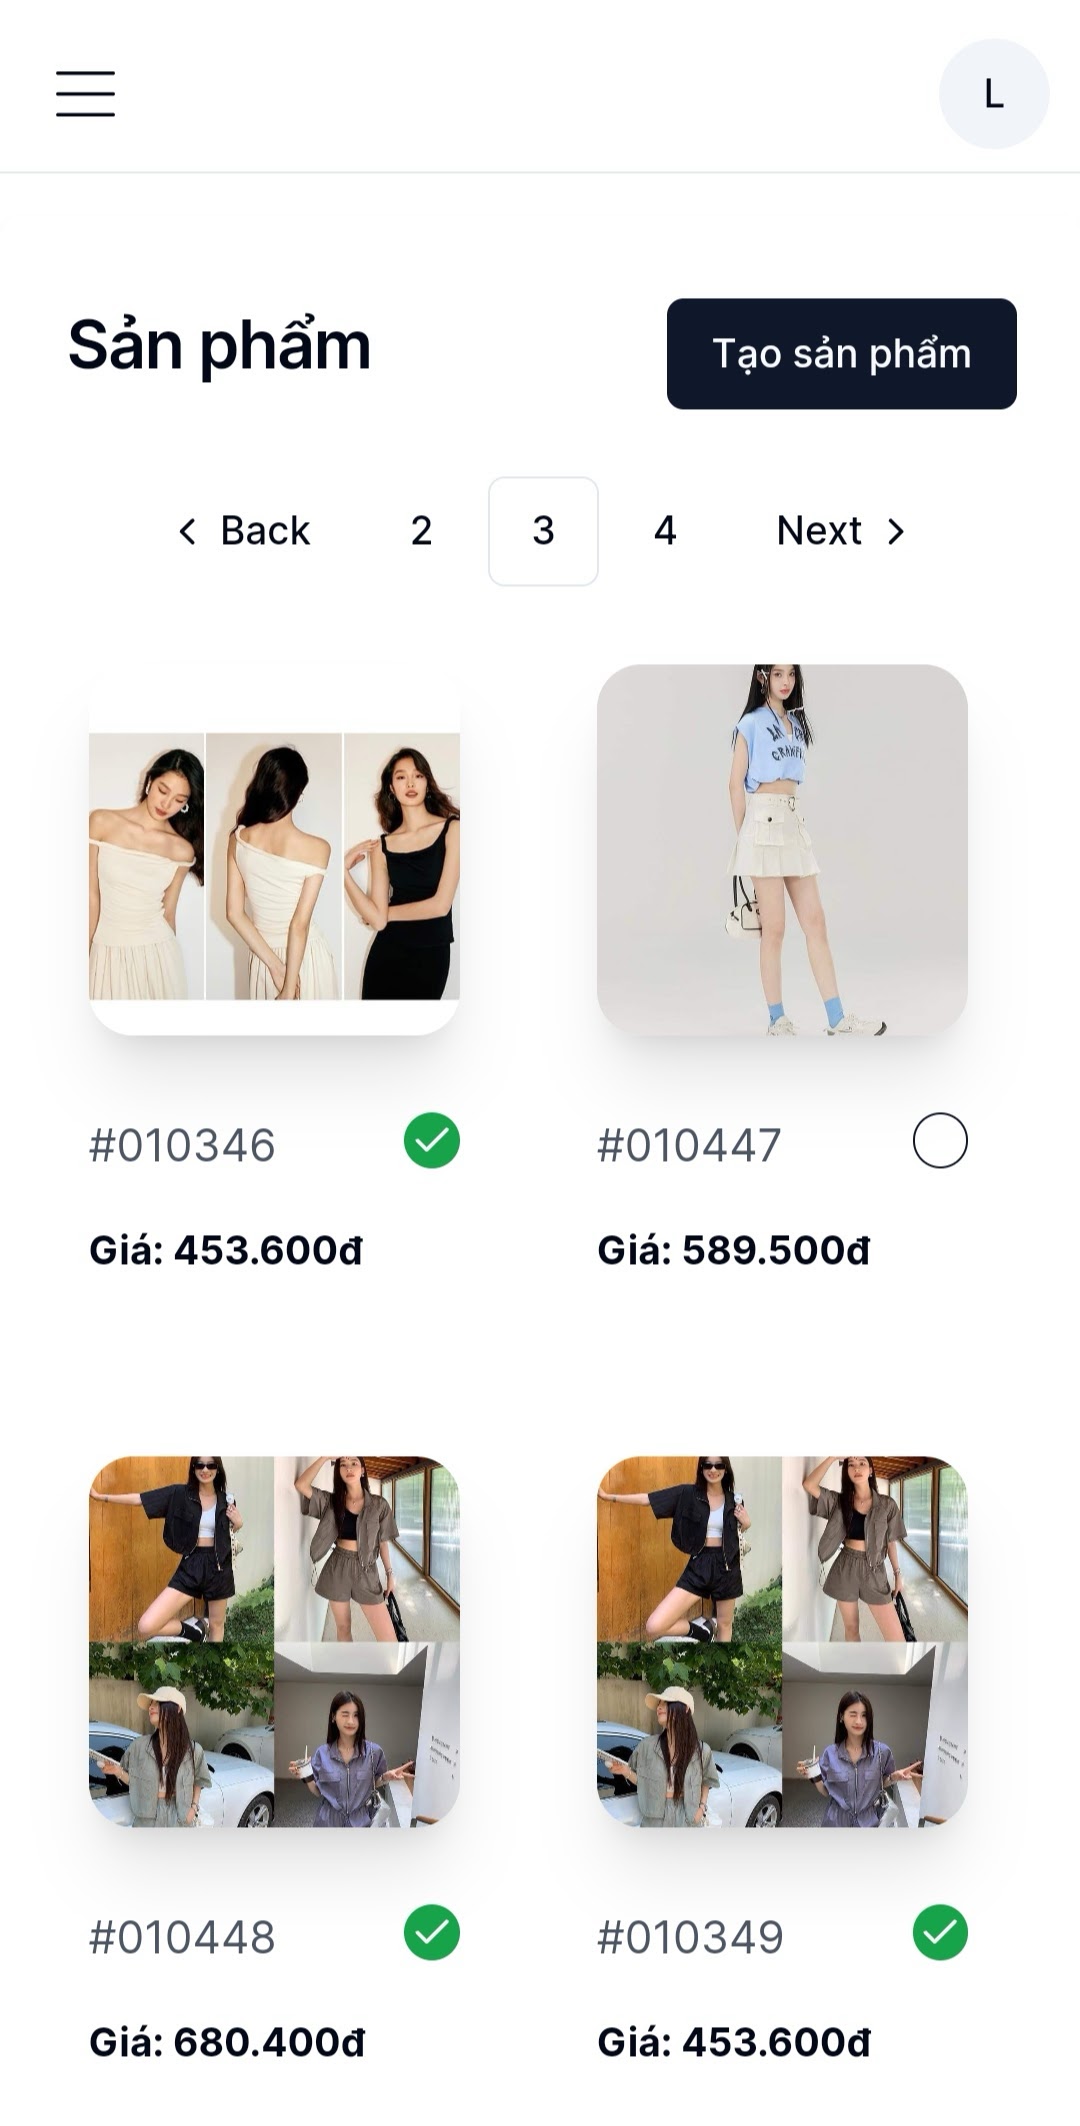 L
Sản phẩm
Tạo sản phẩm
Back 2 3 4 Next
#010346
Giá: 453.600đ
#010447
Giá: 589.500đ
#010448
Giá: 680.400đ
#010349
Giá: 453.600đ